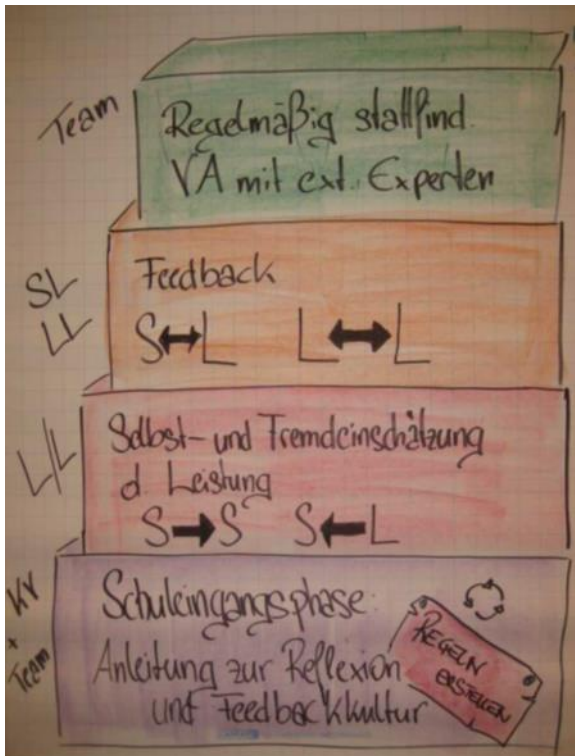 Team
Regelmäßig stattfind.
VA mit ext. Experten
SL
LL
Feedback
S↔L L↔L
L/L
Selbst- und Fremdeinschätzung
d. Leistung
S→S S←L
KV
+
Team
Schuleingangsphase:
Anleitung zur Reflexion
und Feedbackkultur
REGELN
ERSTELLEN